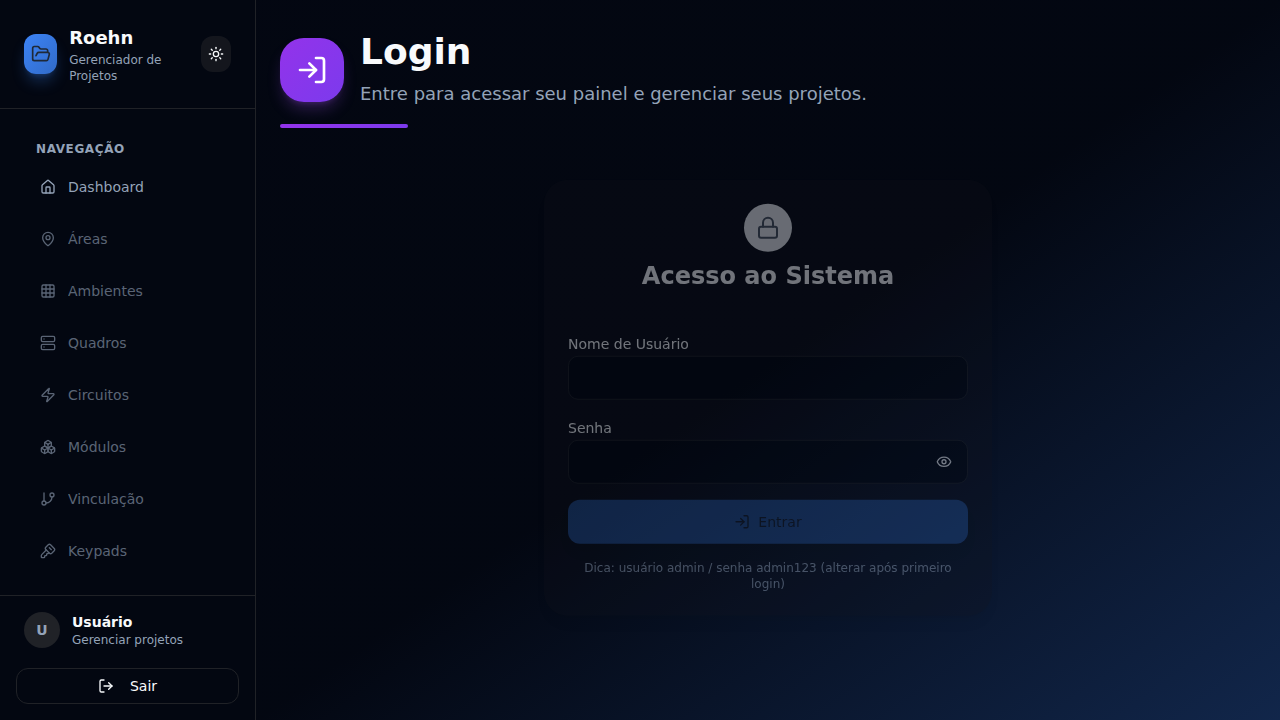 Roehn
Gerenciador de
Projetos
NAVEGAÇÃO
Dashboard
Áreas
Ambientes
Quadros
Circuitos
Módulos
Vinculação
Keypads
U
Usuário
Gerenciar projetos
Sair
Login
Entre para acessar seu painel e gerenciar seus projetos.
Acesso ao Sistema
Nome de Usuário
Senha
Entrar
Dica: usuário admin / senha admin123 (alterar após primeiro
login)